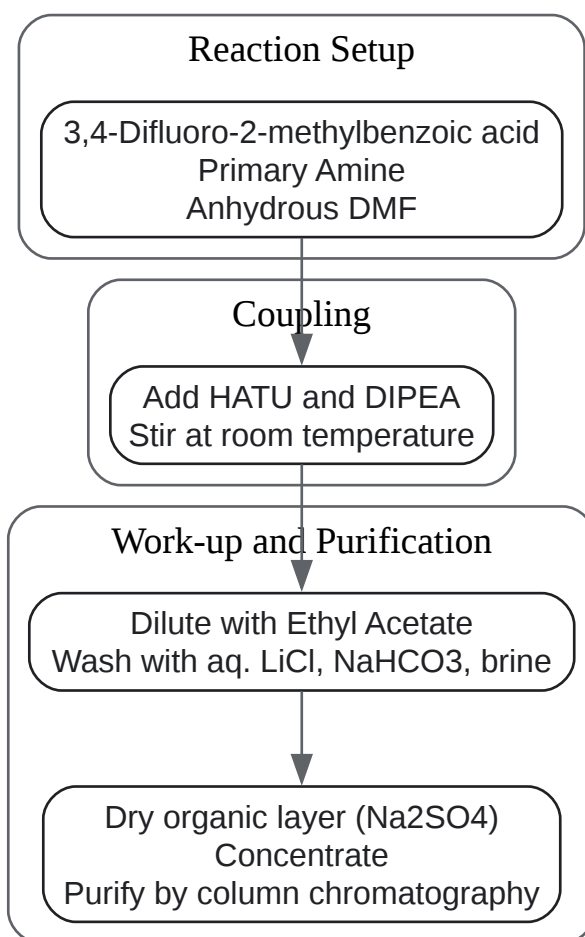 Reaction Setup
3,4-Difluoro-2-methylbenzoic acid
Primary Amine
Anhydrous DMF
Coupling
Add HATU and DIPEA
Stir at room temperature
Work-up and Purification
Dilute with Ethyl Acetate
Wash with aq. LiCl, NaHCO3, brine
Dry organic layer (Na2SO4)
Concentrate
Purify by column chromatography